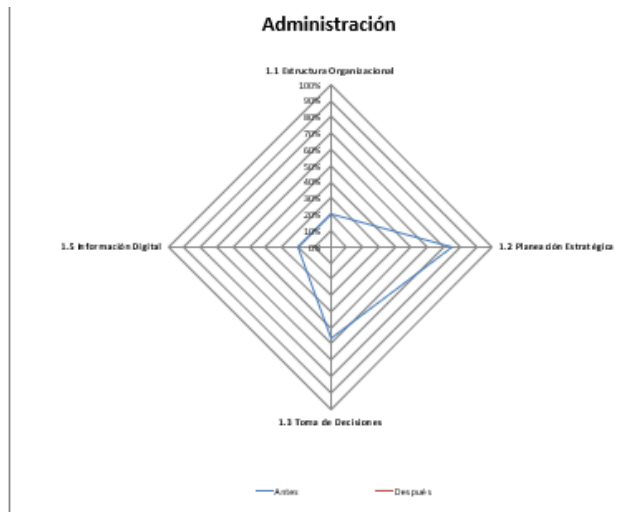 Administración
1.1 Estructura Organizacional
100%
90%
80%
70%
60%
50%
40%
30%
20%
10%
0%
1.5 Información Digital
1.2 Planeación Estratégica
1.3 Toma de Decisiones
Antes
Después